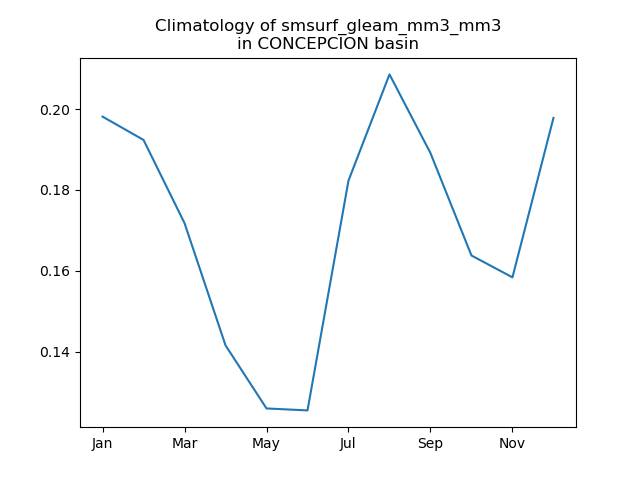 Climatology of smsurf_gleam_mm3_mm3
in CONCEPCION basin
0.20
0.18
0.16
0.14
Jan Mar May Jul Sep Nov